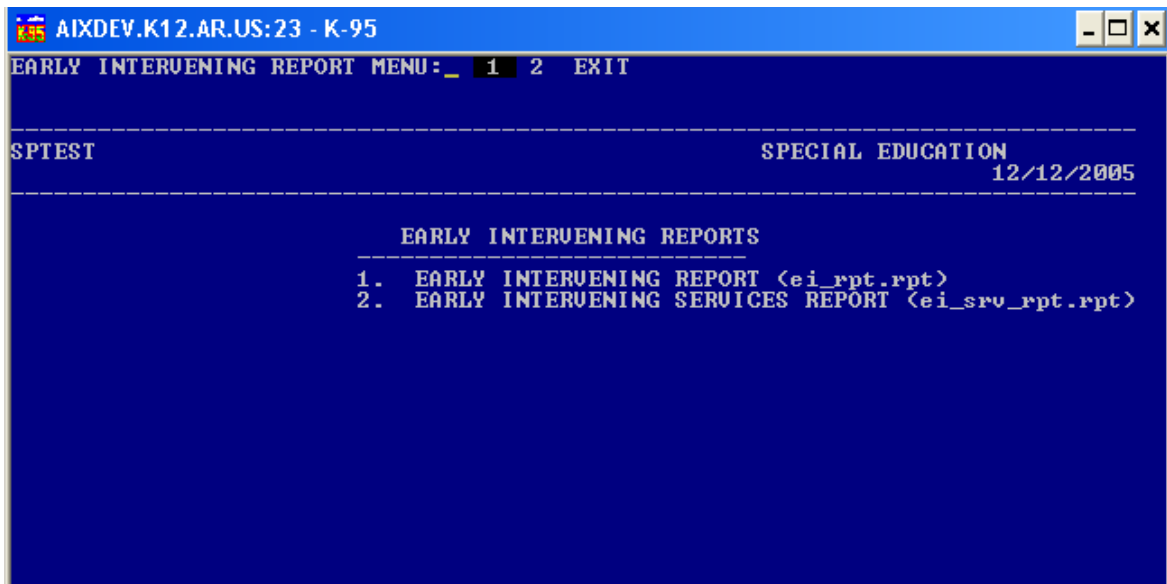 K-95 AIXDEV.K12.AR.US:23 - K-95
EARLY INTERVENING REPORT MENU:_ 1 2 EXIT
SPTEST SPECIAL EDUCATION
12/12/2005
EARLY INTERVENING REPORTS
1. EARLY INTERVENING REPORT (ei_rpt.rpt)
2. EARLY INTERVENING SERVICES REPORT (ei_srv_rpt.rpt)